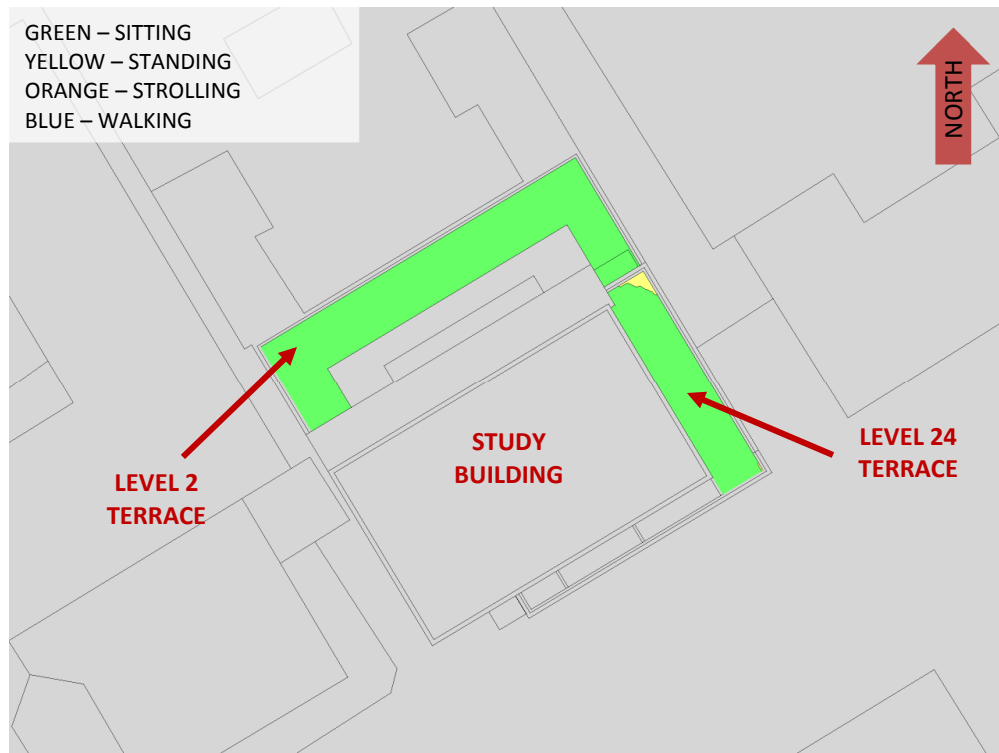 GREEN – SITTING
YELLOW – STANDING
ORANGE – STROLLING
BLUE – WALKING
NORTH
STUDY
BUILDING
LEVEL 2
TERRACE
LEVEL 24
TERRACE